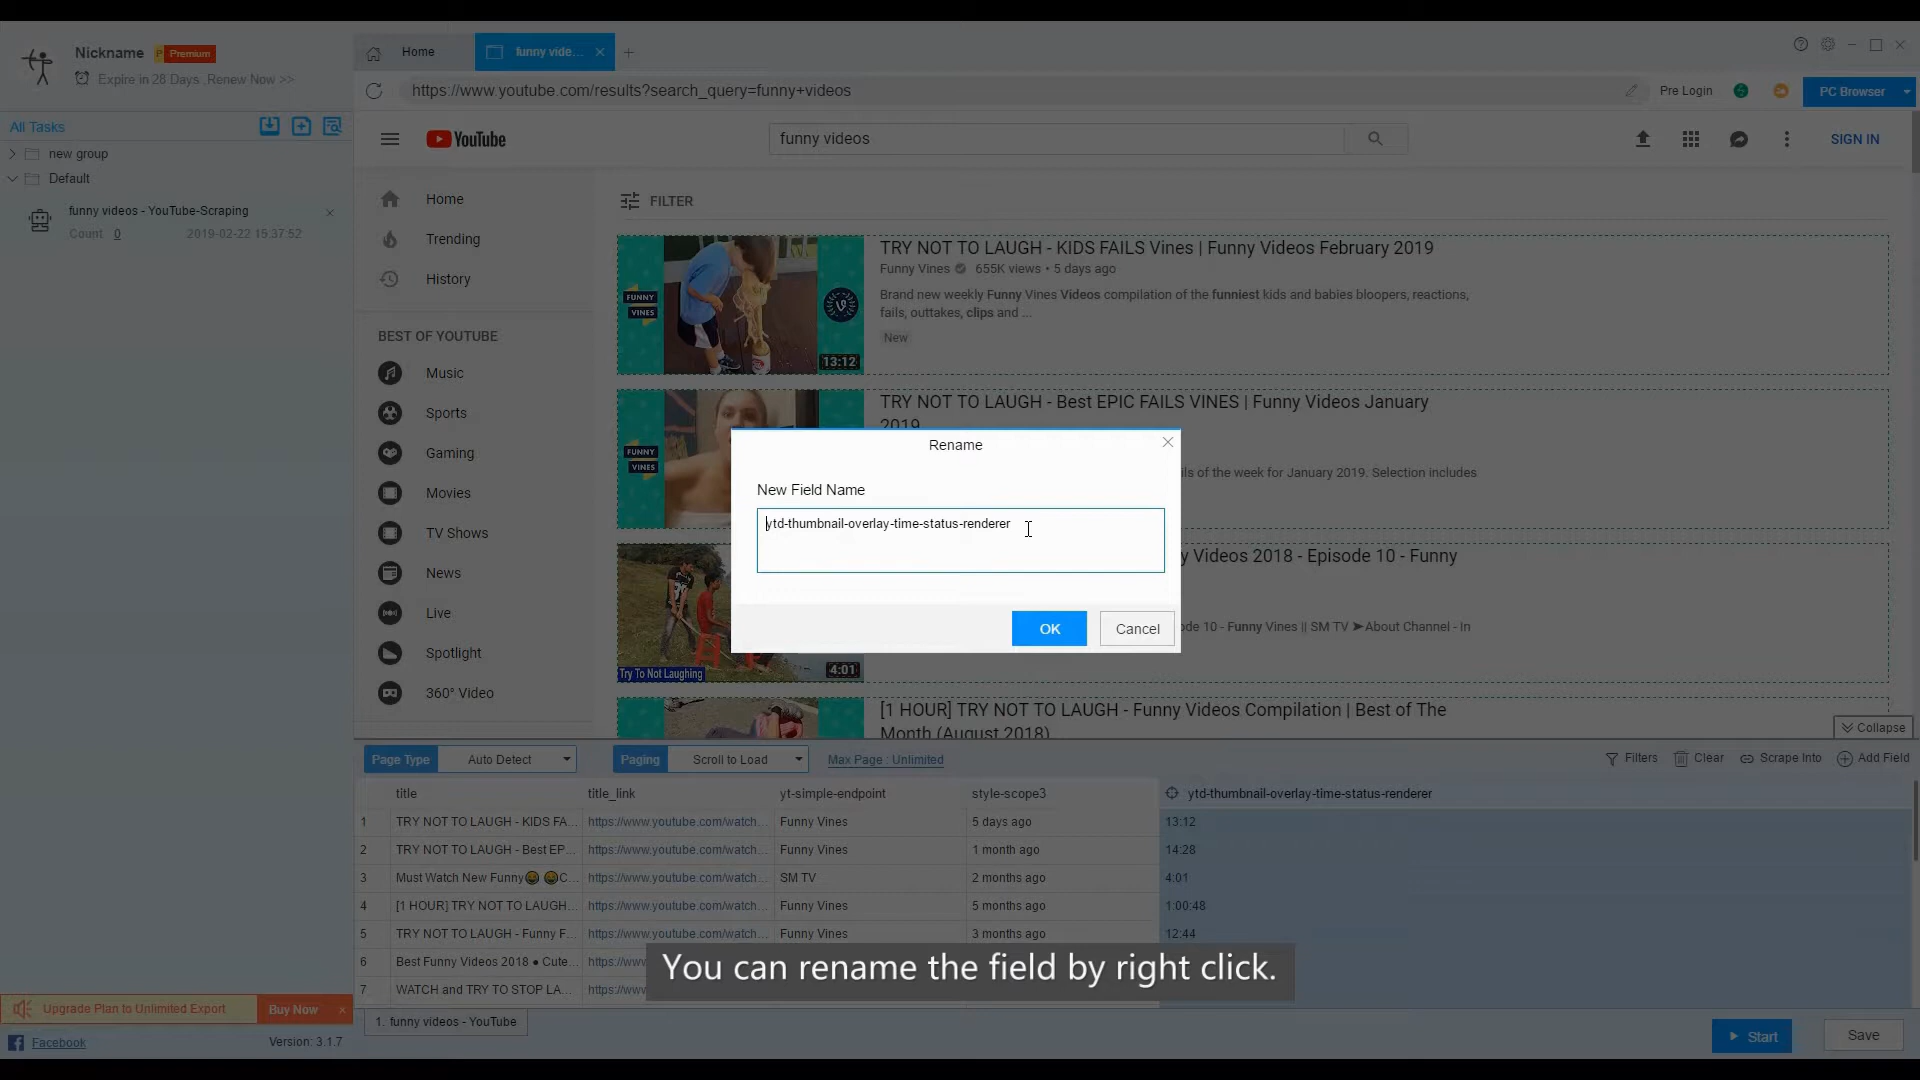 Nickname
P Premium
Expire in 28 Days ,Renew Now >>
Home
funny vide...
https://www.youtube.com/results?search_query=funny+videos
Pre Login
PC Browser
All Tasks
new group
Default
funny videos - YouTube-Scraping
Count 0 2019-02-22 15:37:52
YouTube
funny videos
SIGN IN
Home
Trending
History
BEST OF YOUTUBE
Music
Sports
Gaming
Movies
TV Shows
News
Live
Spotlight
360° Video
FILTER
FUNNY
VINES
13:12
TRY NOT TO LAUGH - KIDS FAILS Vines | Funny Videos February 2019
Funny Vines 655K views • 5 days ago
Brand new weekly Funny Vines Videos compilation of the funniest kids and babies bloopers, reactions,
fails, outtakes, clips and ...
New
FUNNY
VINES
TRY NOT TO LAUGH - Best EPIC FAILS VINES | Funny Videos January
2019
ils of the week for January 2019. Selection includes
Rename
New Field Name
ytd-thumbnail-overlay-time-status-renderer
OK
Cancel
y Videos 2018 - Episode 10 - Funny
ode 10 - Funny Vines || SM TV ➤About Channel - In
Try To Not Laughing
4:01
[1 HOUR] TRY NOT TO LAUGH - Funny Videos Compilation | Best of The
Month (August 2018)
Collapse
Page Type Auto Detect
Paging Scroll to Load
Max Page : Unlimited
Filters Clear Scrape Into Add Field
title title_link yt-simple-endpoint style-scope3 ytd-thumbnail-overlay-time-status-renderer
1 TRY NOT TO LAUGH - KIDS FA... https://www.youtube.com/watch... Funny Vines 5 days ago 13:12
2 TRY NOT TO LAUGH - Best EP... https://www.youtube.com/watch... Funny Vines 1 month ago 14:28
3 Must Watch New Funny😂 😂C... https://www.youtube.com/watch... SM TV 2 months ago 4:01
4 [1 HOUR] TRY NOT TO LAUGH... https://www.youtube.com/watch... Funny Vines 5 months ago 1:00:48
5 TRY NOT TO LAUGH - Funny F... https://www.youtube.com/watch... Funny Vines 3 months ago 12:44
6 Best Funny Videos 2018 ● Cute...
7 WATCH and TRY TO STOP LA...
You can rename the field by right click.
Upgrade Plan to Unlimited Export
Buy Now
1. funny videos - YouTube
Facebook
Version: 3.1.7
Start
Save